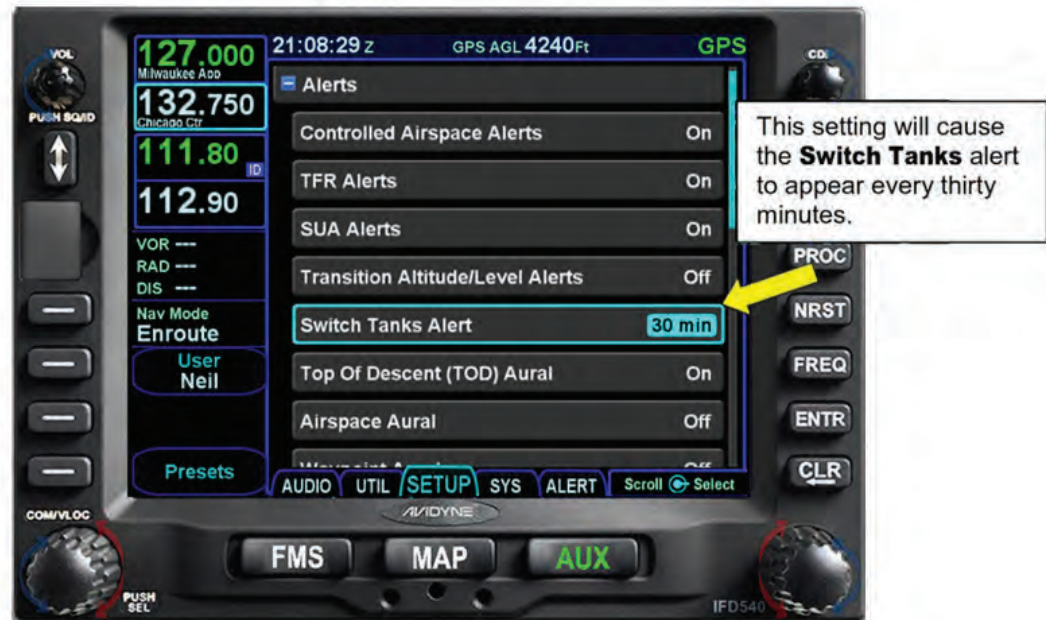 VOL
PUSH SQ/ID
127.000
Milwaukee App
132.750
Chicago Ctr
111.80
ID
112.90
VOR ---
RAD ---
DIS ---
Nav Mode
Enroute
User
Neil
Presets
21:08:29 Z GPS AGL 4240Ft GPS
Alerts
Controlled Airspace Alerts On
TFR Alerts On
SUA Alerts On
Transition Altitude/Level Alerts Off
Switch Tanks Alert 30 min
Top Of Descent (TOD) Aural On
Airspace Aural Off
AUDIO UTIL SETUP SYS ALERT Scroll Select
CDI
This setting will cause
the Switch Tanks alert
to appear every thirty
minutes.
PROC
NRST
FREQ
ENTR
CLR
AVIDYNE
COM/VLOC
PUSH
SEL
FMS MAP AUX
IFD540